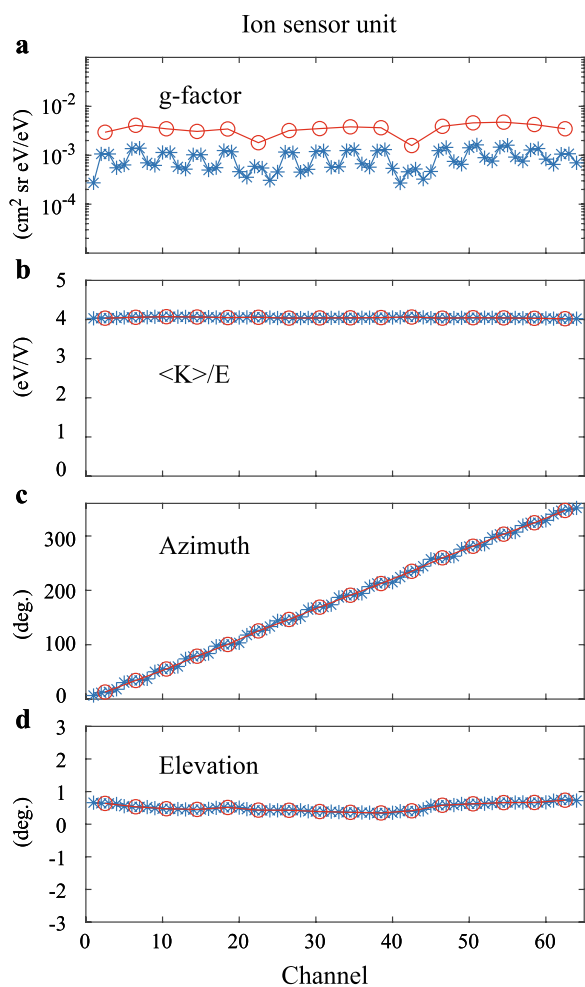 Ion sensor unit
a
g-factor
10-2
10-3
10-4
(cm2 sr eV/eV)
b
5
4
3
2
1
0
(eV/V)
<K>/E
c
300
200
100
0
(deg.)
Azimuth
d
3
2
1
0
-1
-2
-3
(deg.)
Elevation
0 10 20 30 40 50 60
Channel